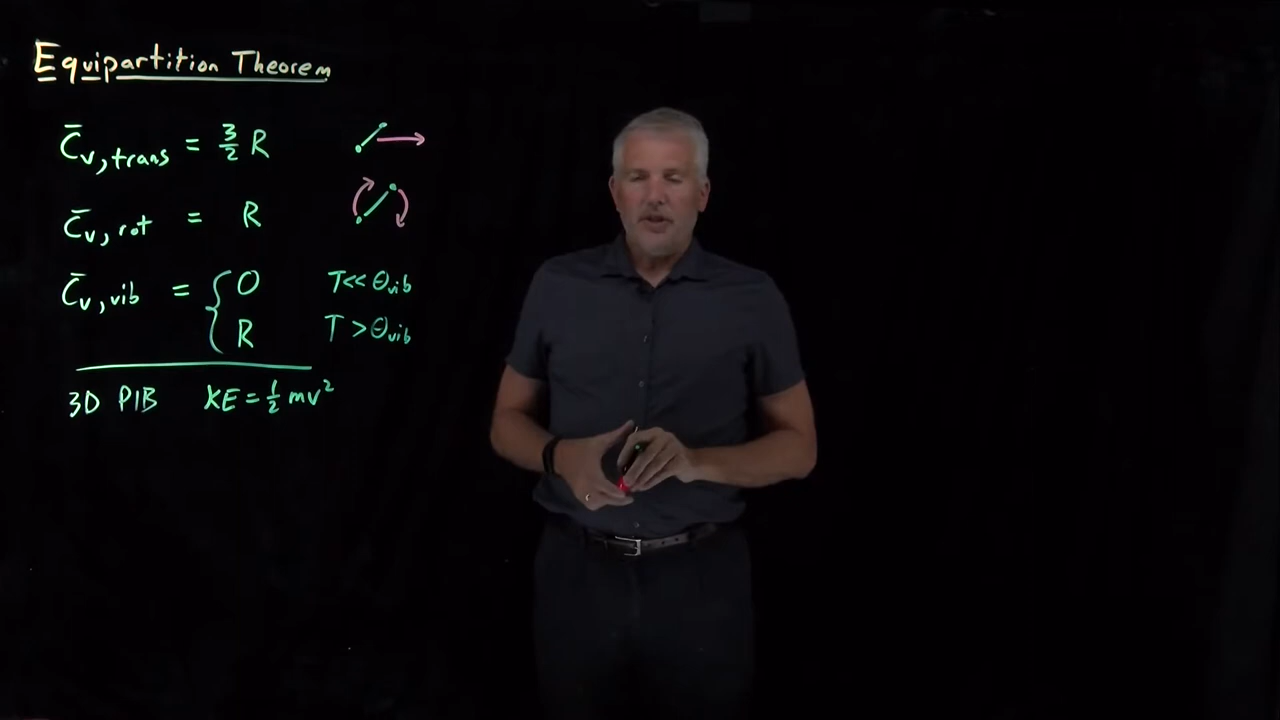 Equipartition Theorem
C̄v,trans = 3/2 R
C̄v,rot = R
C̄v,vib = { 0 T<<Θvib
R T>Θvib
3D PIB KE = 1/2 mv²